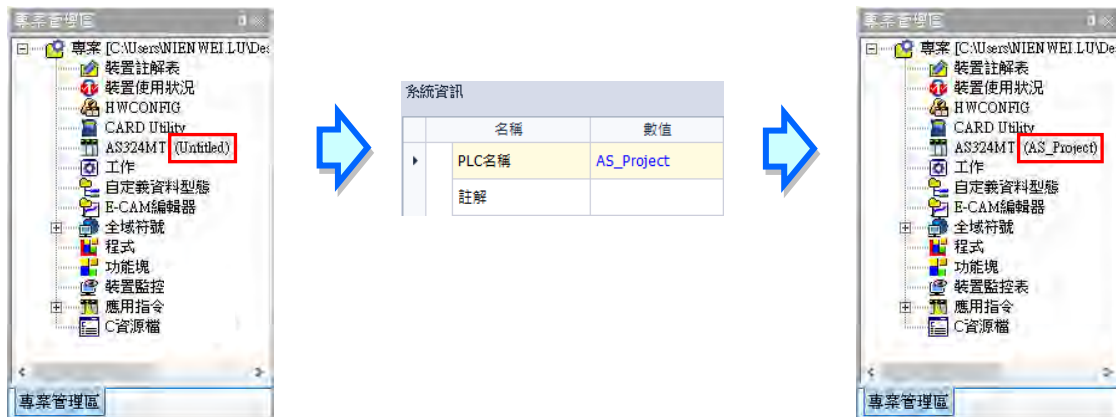 專案管理區
專案 [C:\Users\NIENWEI.LU\De
裝置註解表
裝置使用狀況
HWCONFIG
CARD Utility
AS324MT (Untitled)
工作
自定義資料型態
E-CAM編輯器
全域符號
程式
功能塊
裝置監控
應用指令
C資源檔
專案管理區
系統資訊
名稱 數值
PLC名稱 AS_Project
註解
專案管理區
專案 [C:\Users\NIENWEI.LU\De
裝置註解表
裝置使用狀況
HWCONFIG
CARD Utility
AS324MT (AS_Project)
工作
自定義資料型態
E-CAM編輯器
全域符號
程式
功能塊
裝置監控表
應用指令
C資源檔
專案管理區